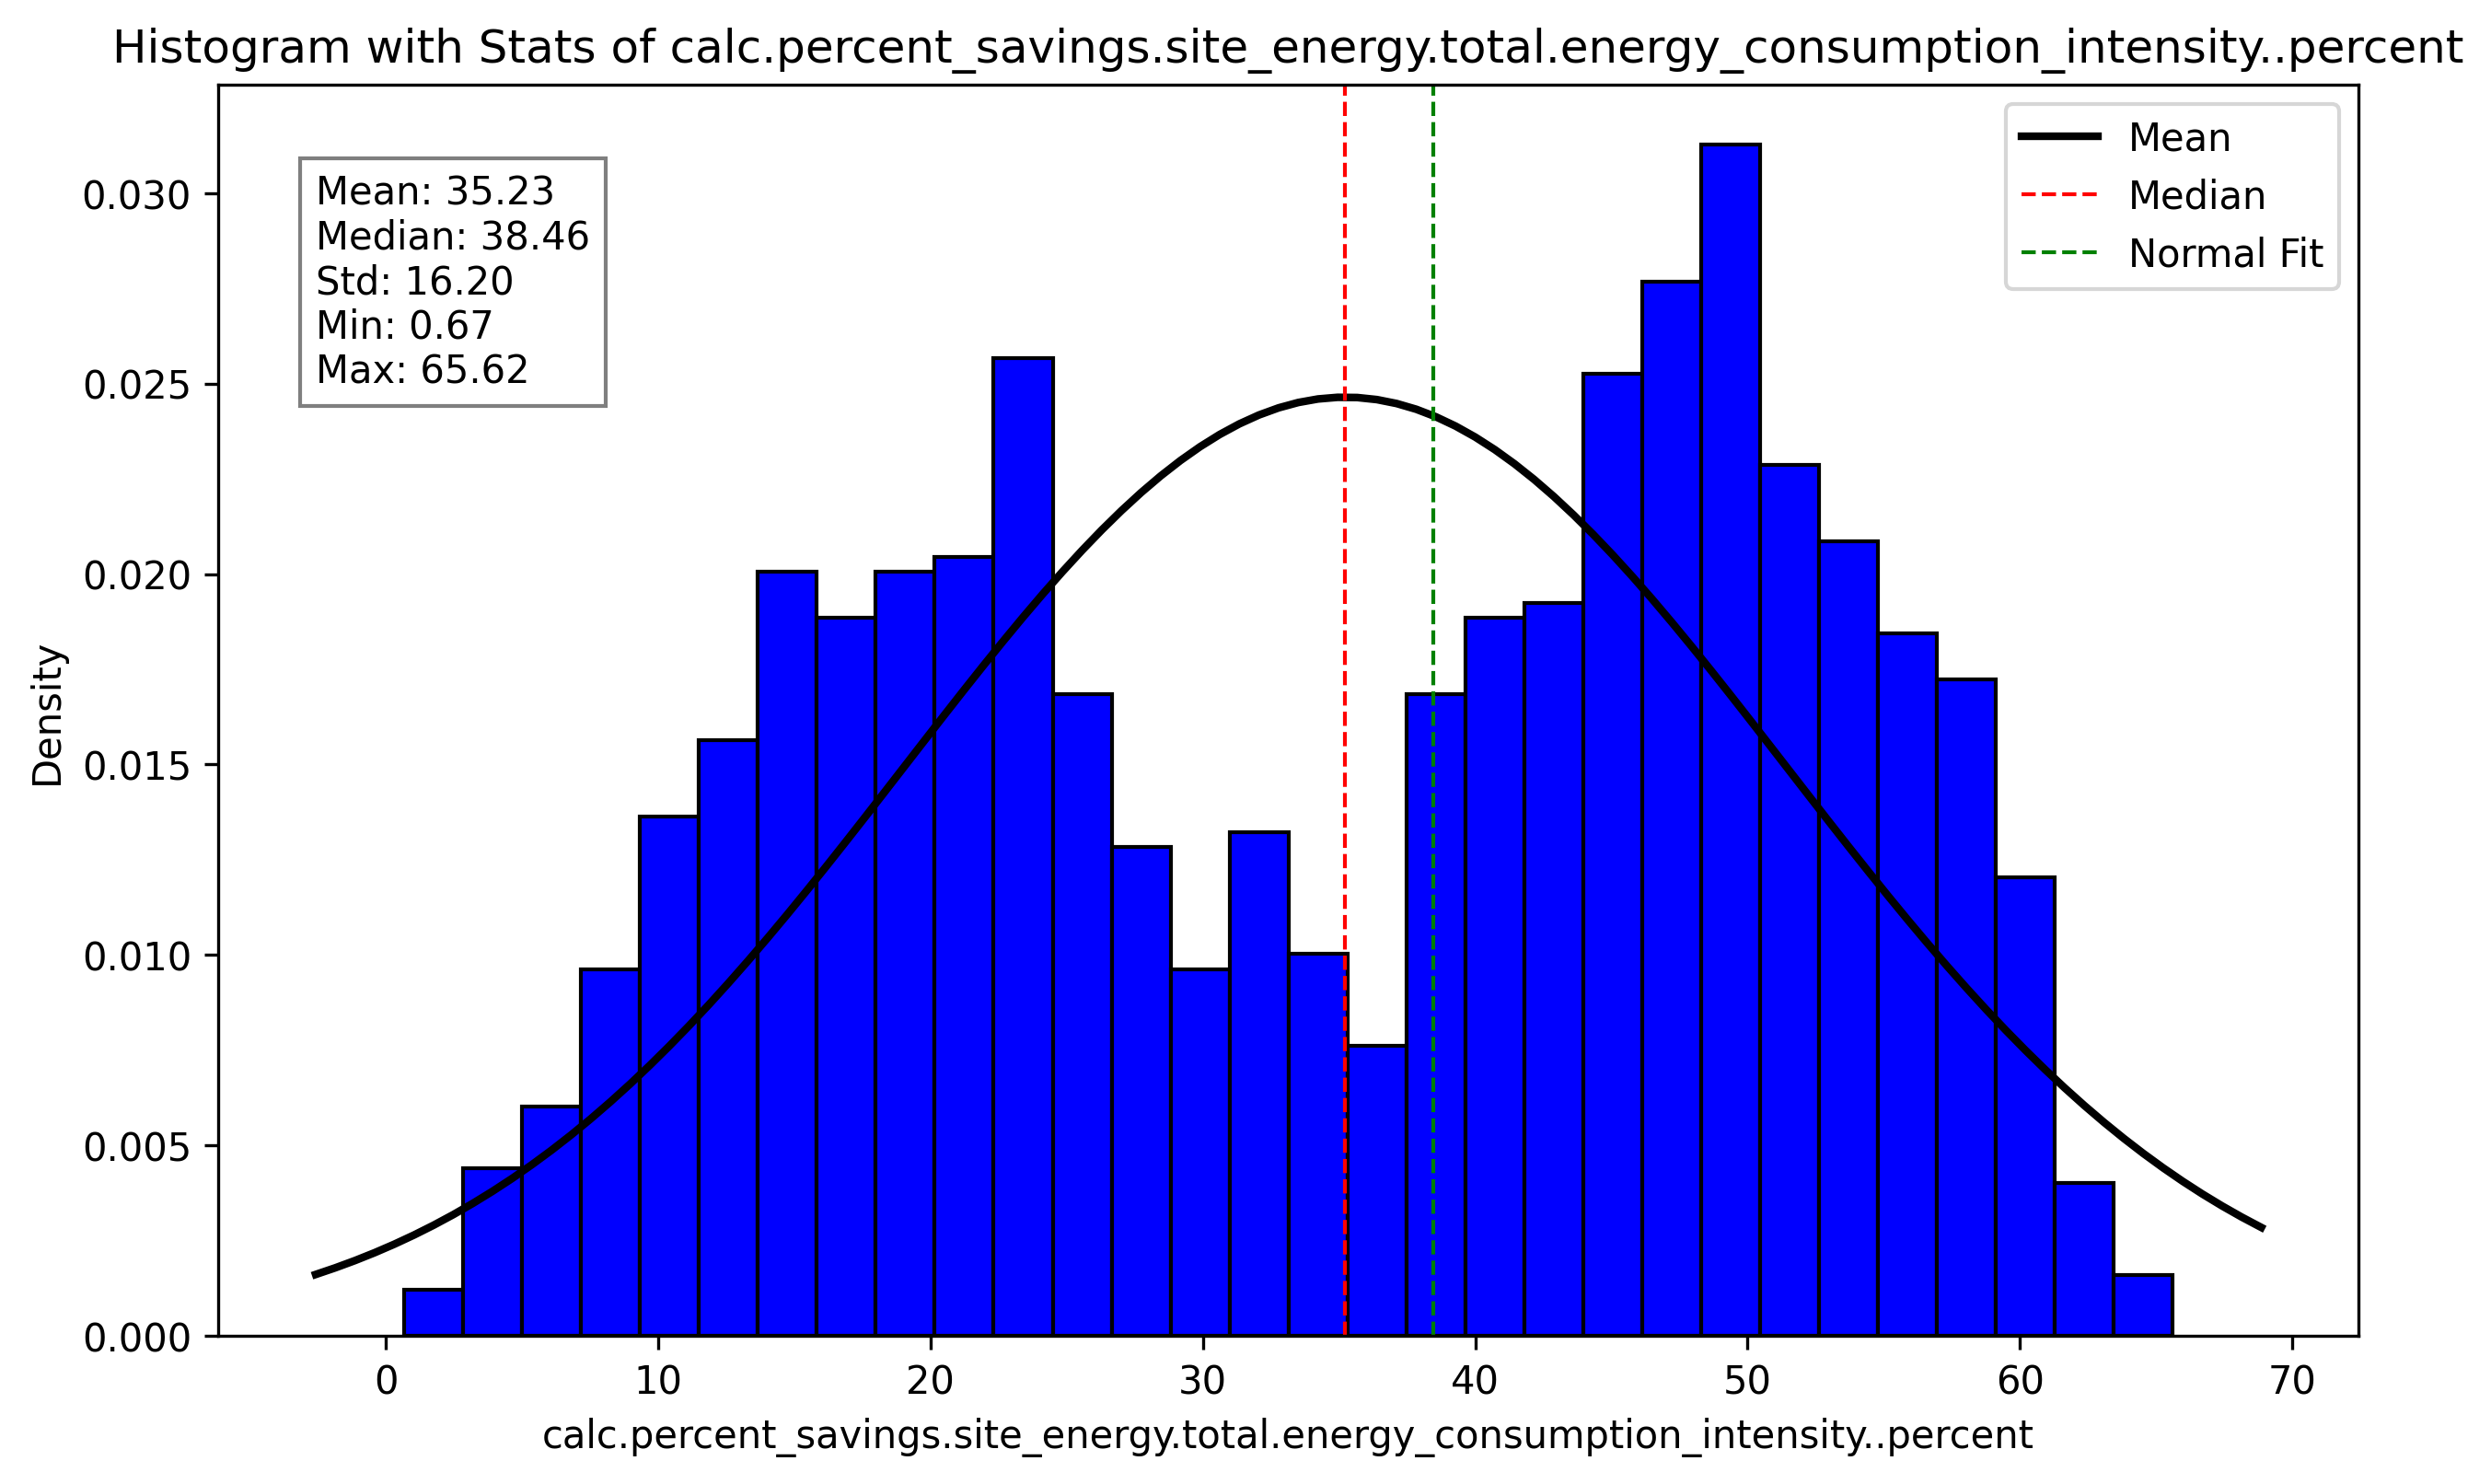 Histogram with Stats of calc.percent_savings.site_energy.total.energy_consumption_intensity..percent
Mean: 35.23
Median: 38.46
Std: 16.20
Min: 0.67
Max: 65.62
Mean
Median
Normal Fit
Density
0.030
0.025
0.020
0.015
0.010
0.005
0.000
0 10 20 30 40 50 60 70
calc.percent_savings.site_energy.total.energy_consumption_intensity..percent